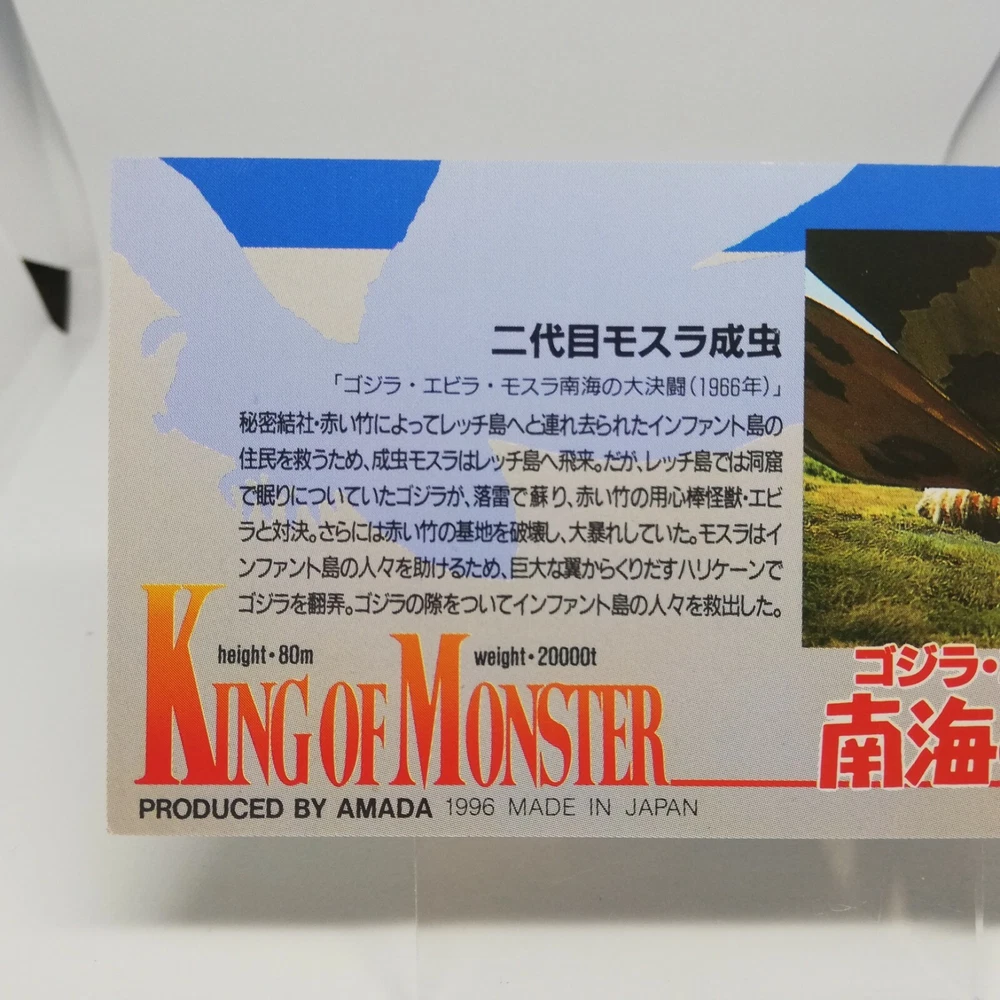 二代目モスラ成虫
「ゴジラ・エビラ・モスラ南海の大決闘(1966年)」
秘密結社・赤い竹によってレッチ島へと連れ去られたインファント島の
住民を救うため、成虫モスラはレッチ島へ飛来。だが、レッチ島では洞窟
で眠りについていたゴジラが、落雷で蘇り、赤い竹の用心棒怪獣・エビ
ラと対決。さらには赤い竹の基地を破壊し、大暴れしていた。モスラはイ
ンファント島の人々を助けるため、巨大な翼からくりだすハリケーンで
ゴジラを翻弄。ゴジラの隙をついてインファント島の人々を救出した。
height・80m weight・20000t
KING OF MONSTER
PRODUCED BY AMADA 1996 MADE IN JAPAN
ゴジラ・
南海